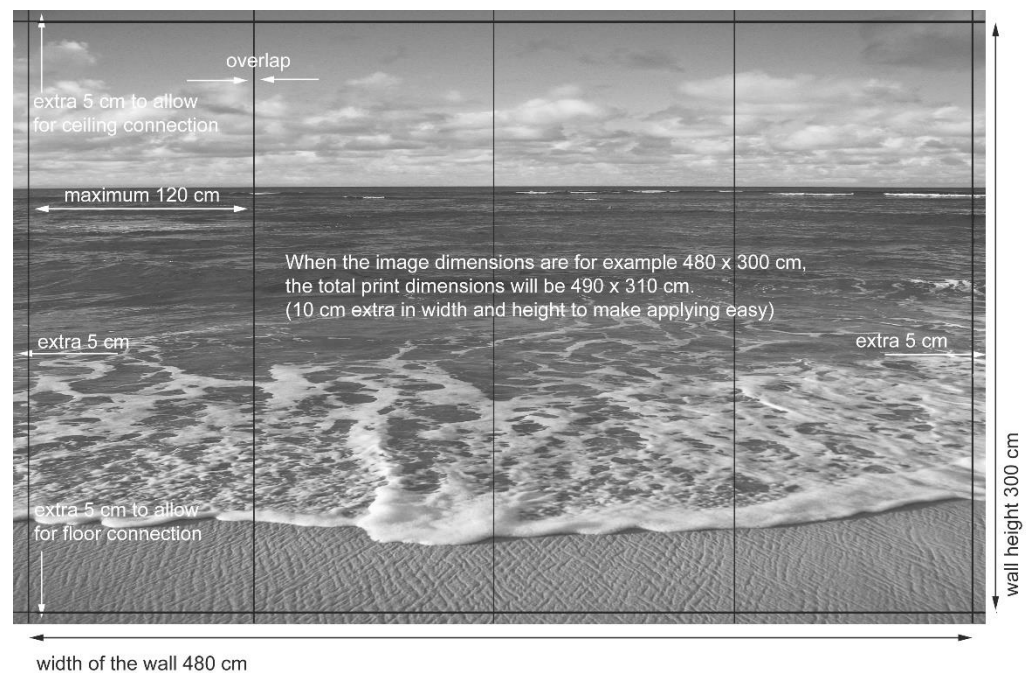 overlap
extra 5 cm to allow
for ceiling connection
maximum 120 cm
When the image dimensions are for example 480 x 300 cm,
the total print dimensions will be 490 x 310 cm.
(10 cm extra in width and height to make applying easy)
extra 5 cm
extra 5 cm
extra 5 cm to allow
for floor connection
wall height 300 cm
width of the wall 480 cm